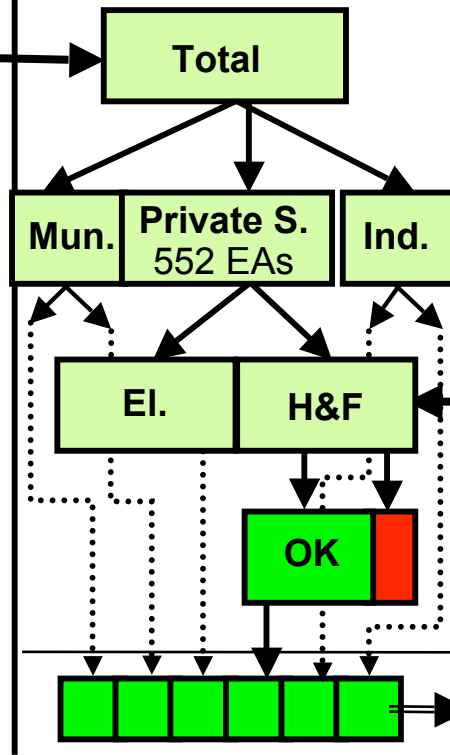 Total
Mun.
Private S.
552 EAs
Ind.
El.
H&F
OK